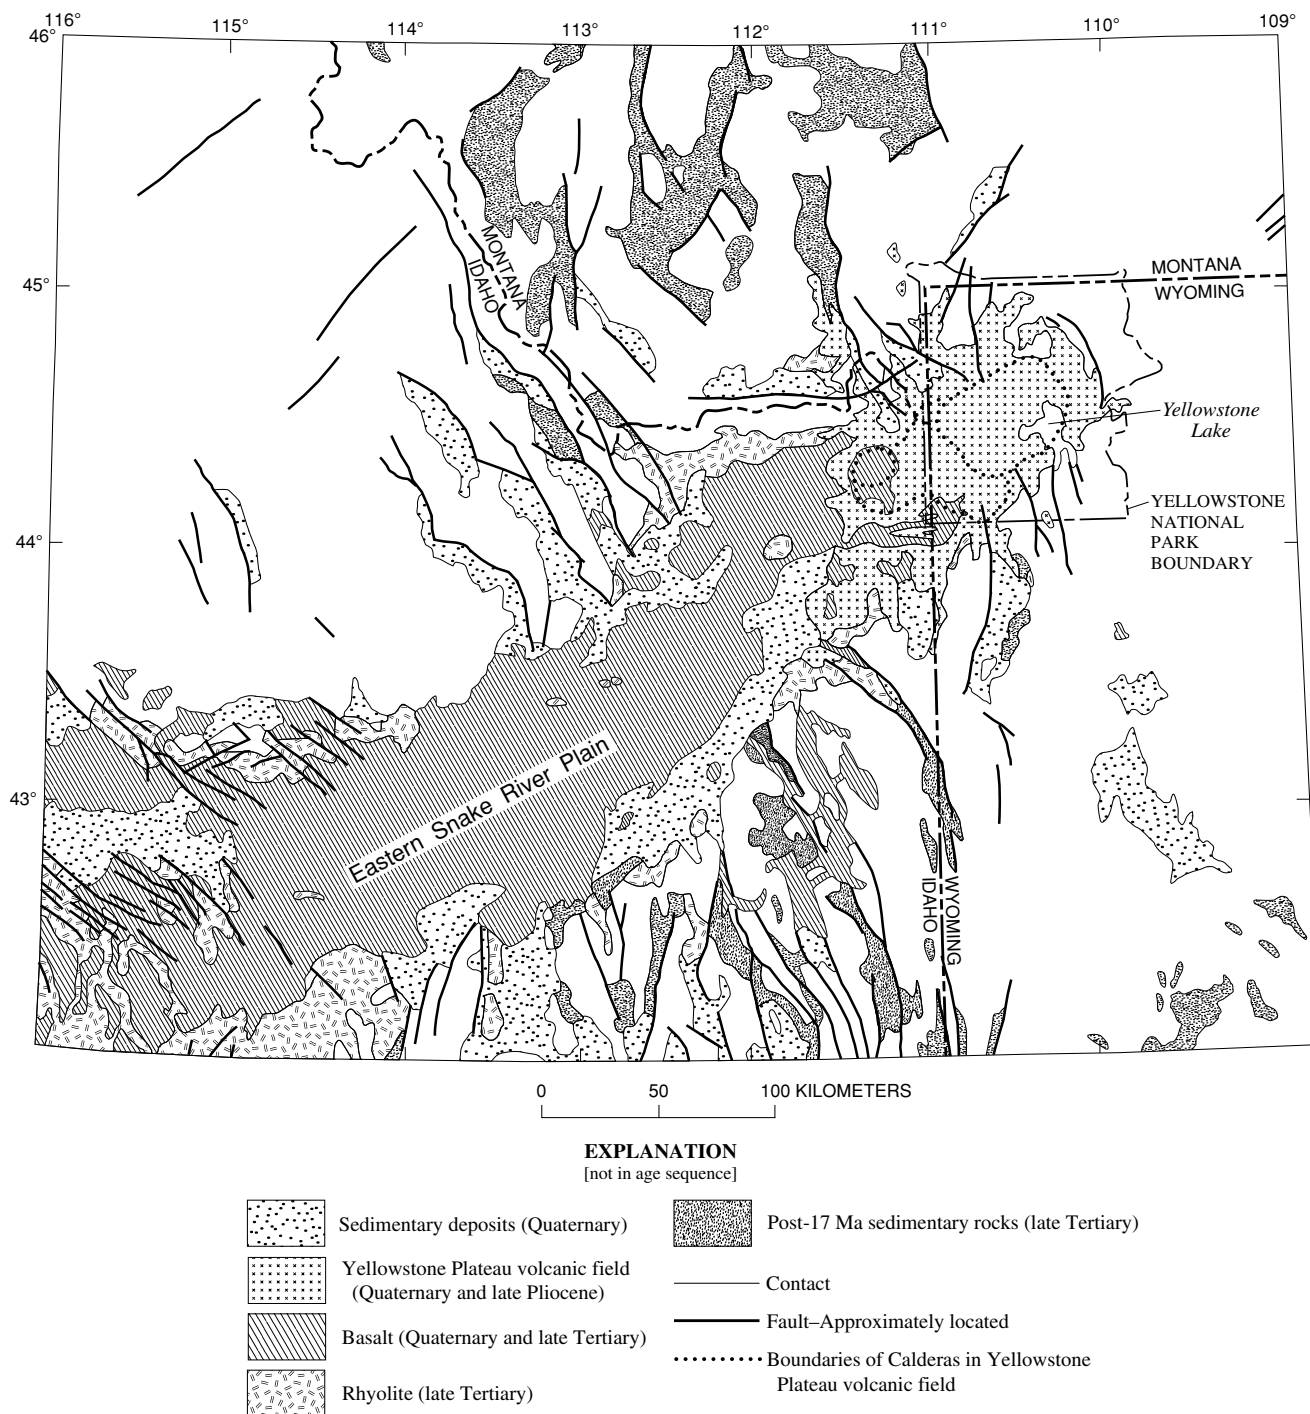 116°
115°
114°
113°
112°
111°
110°
109°
46°
45°
44°
43°
MONTANA
IDAHO
MONTANA
WYOMING
Yellowstone
Lake
YELLOWSTONE
NATIONAL
PARK
BOUNDARY
Eastern Snake River Plain
IDAHO
WYOMING
0 50 100 KILOMETERS
EXPLANATION
[not in age sequence]
Sedimentary deposits (Quaternary)
Yellowstone Plateau volcanic field
(Quaternary and late Pliocene)
Basalt (Quaternary and late Tertiary)
Rhyolite (late Tertiary)
Post-17 Ma sedimentary rocks (late Tertiary)
Contact
Fault–Approximately located
Boundaries of Calderas in Yellowstone
Plateau volcanic field